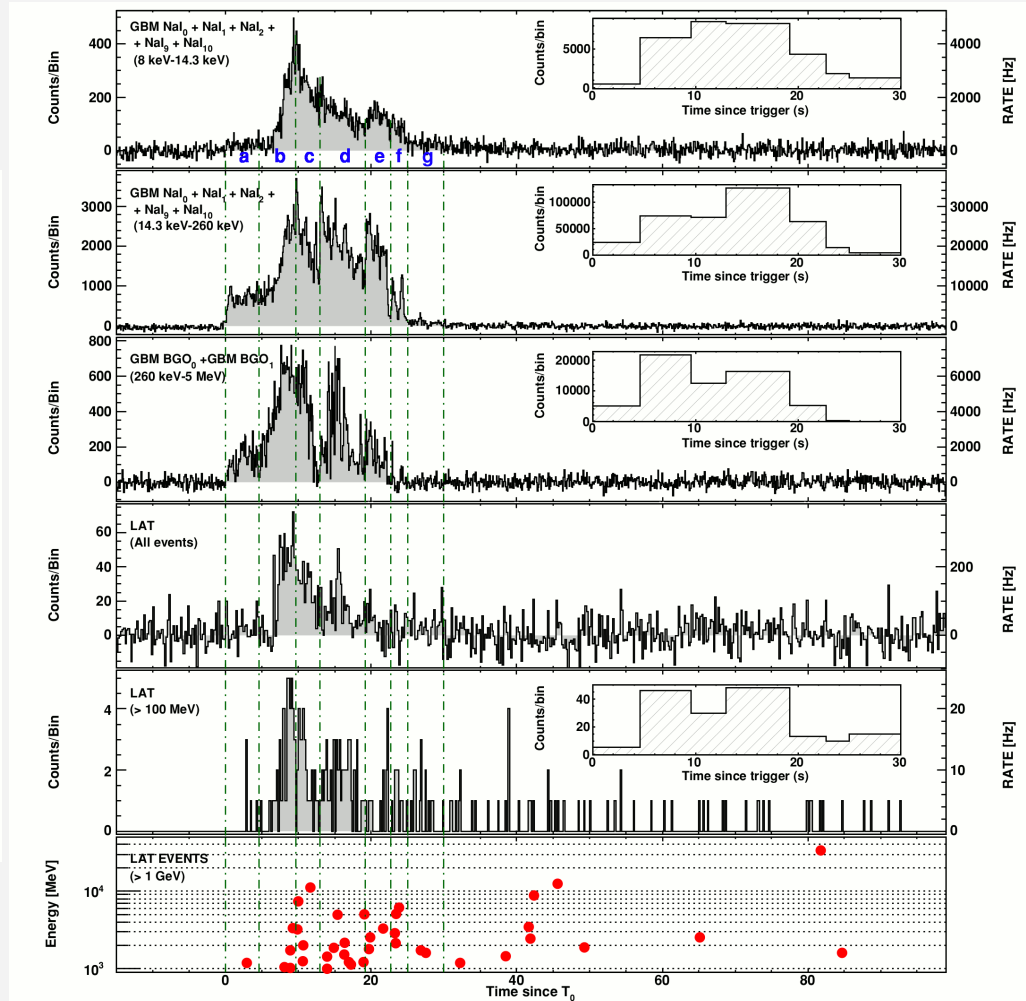 GBM NaI0 + NaI1 + NaI2 +
+ NaI9 + NaI10
(8 keV-14.3 keV)
Counts/Bin
400
200
0
RATE [Hz]
4000
2000
0
a b c d e f g
Counts/bin
5000
0
0 10 20 30
Time since trigger (s)
GBM NaI0 + NaI1 + NaI2 +
+ NaI9 + NaI10
(14.3 keV-260 keV)
Counts/Bin
3000
2000
1000
0
RATE [Hz]
30000
20000
10000
0
Counts/bin
100000
50000
0
0 10 20 30
Time since trigger (s)
GBM BGO0 +GBM BGO1
(260 keV-5 MeV)
Counts/Bin
800
600
400
200
0
RATE [Hz]
6000
4000
2000
0
Counts/bin
20000
10000
0
0 10 20 30
Time since trigger (s)
LAT
(All events)
Counts/Bin
60
40
20
0
RATE [Hz]
200
0
LAT
(> 100 MeV)
Counts/Bin
4
2
0
RATE [Hz]
20
10
0
Counts/bin
40
20
0
0 10 20 30
Time since trigger (s)
LAT EVENTS
(> 1 GeV)
Energy [MeV]
10^4
10^3
0 20 40 60 80
Time since T0